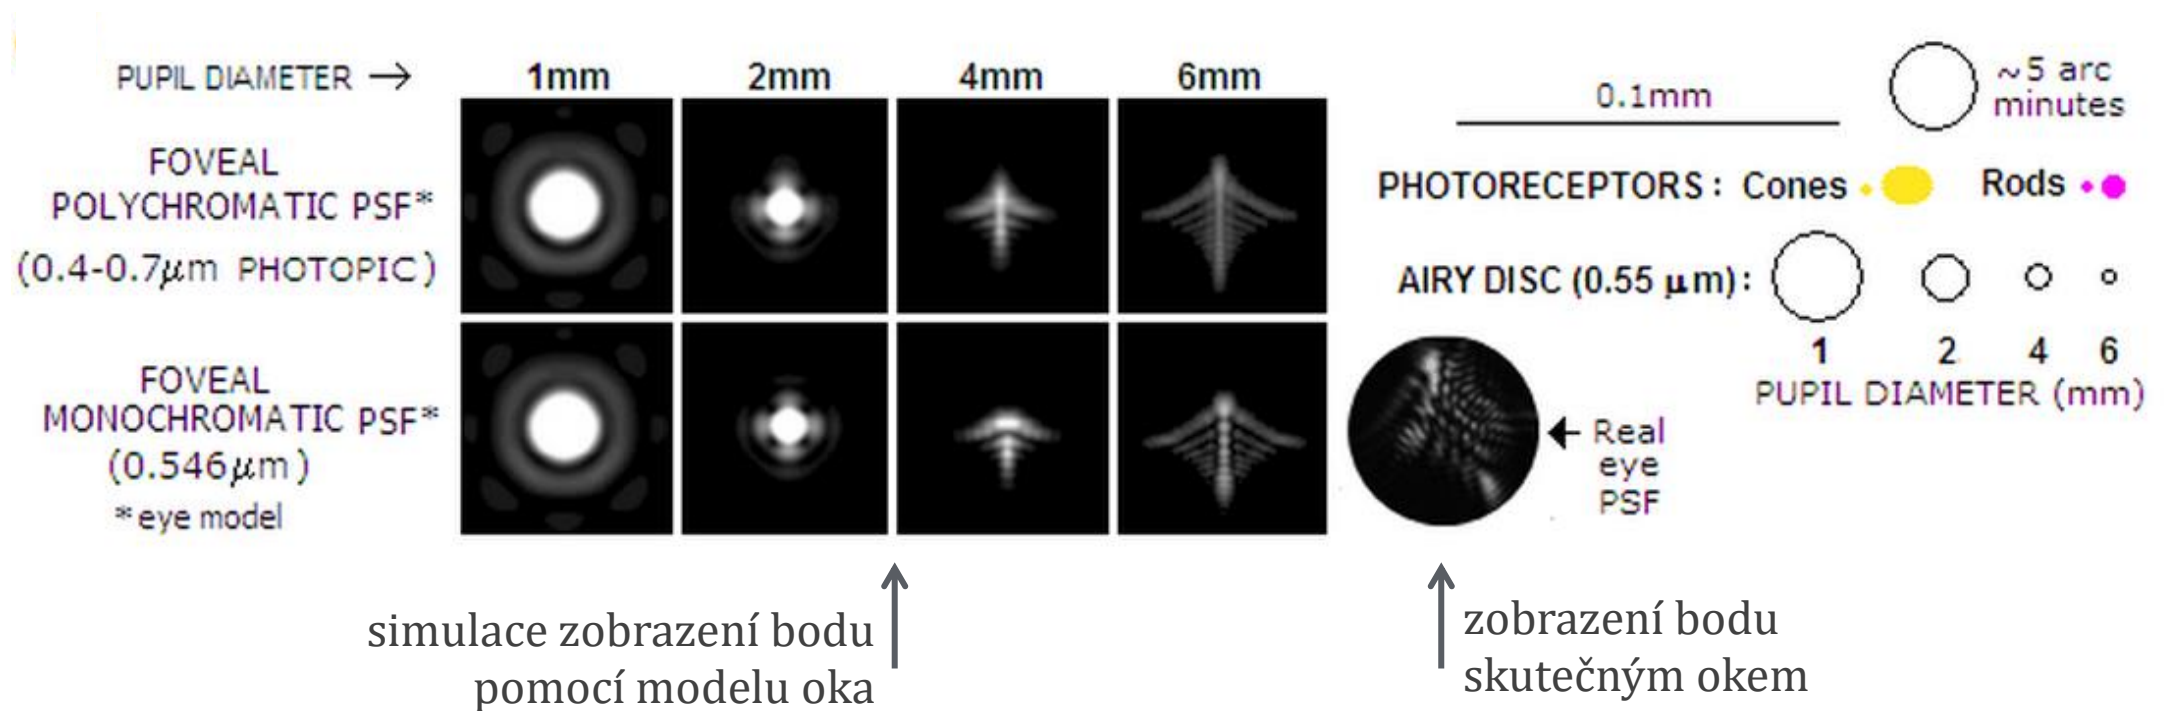 PUPIL DIAMETER → 1mm 2mm 4mm 6mm
FOVEAL
POLYCHROMATIC PSF*
(0.4-0.7μm PHOTOPIC)
FOVEAL
MONOCHROMATIC PSF*
(0.546μm)
*eye model
0.1mm
~5 arc
minutes
PHOTORECEPTORS: Cones Rods
AIRY DISC (0.55 μm):
1 2 4 6
PUPIL DIAMETER (mm)
Real
eye
PSF
simulace zobrazení bodu
pomocí modelu oka
zobrazení bodu
skutečným okem